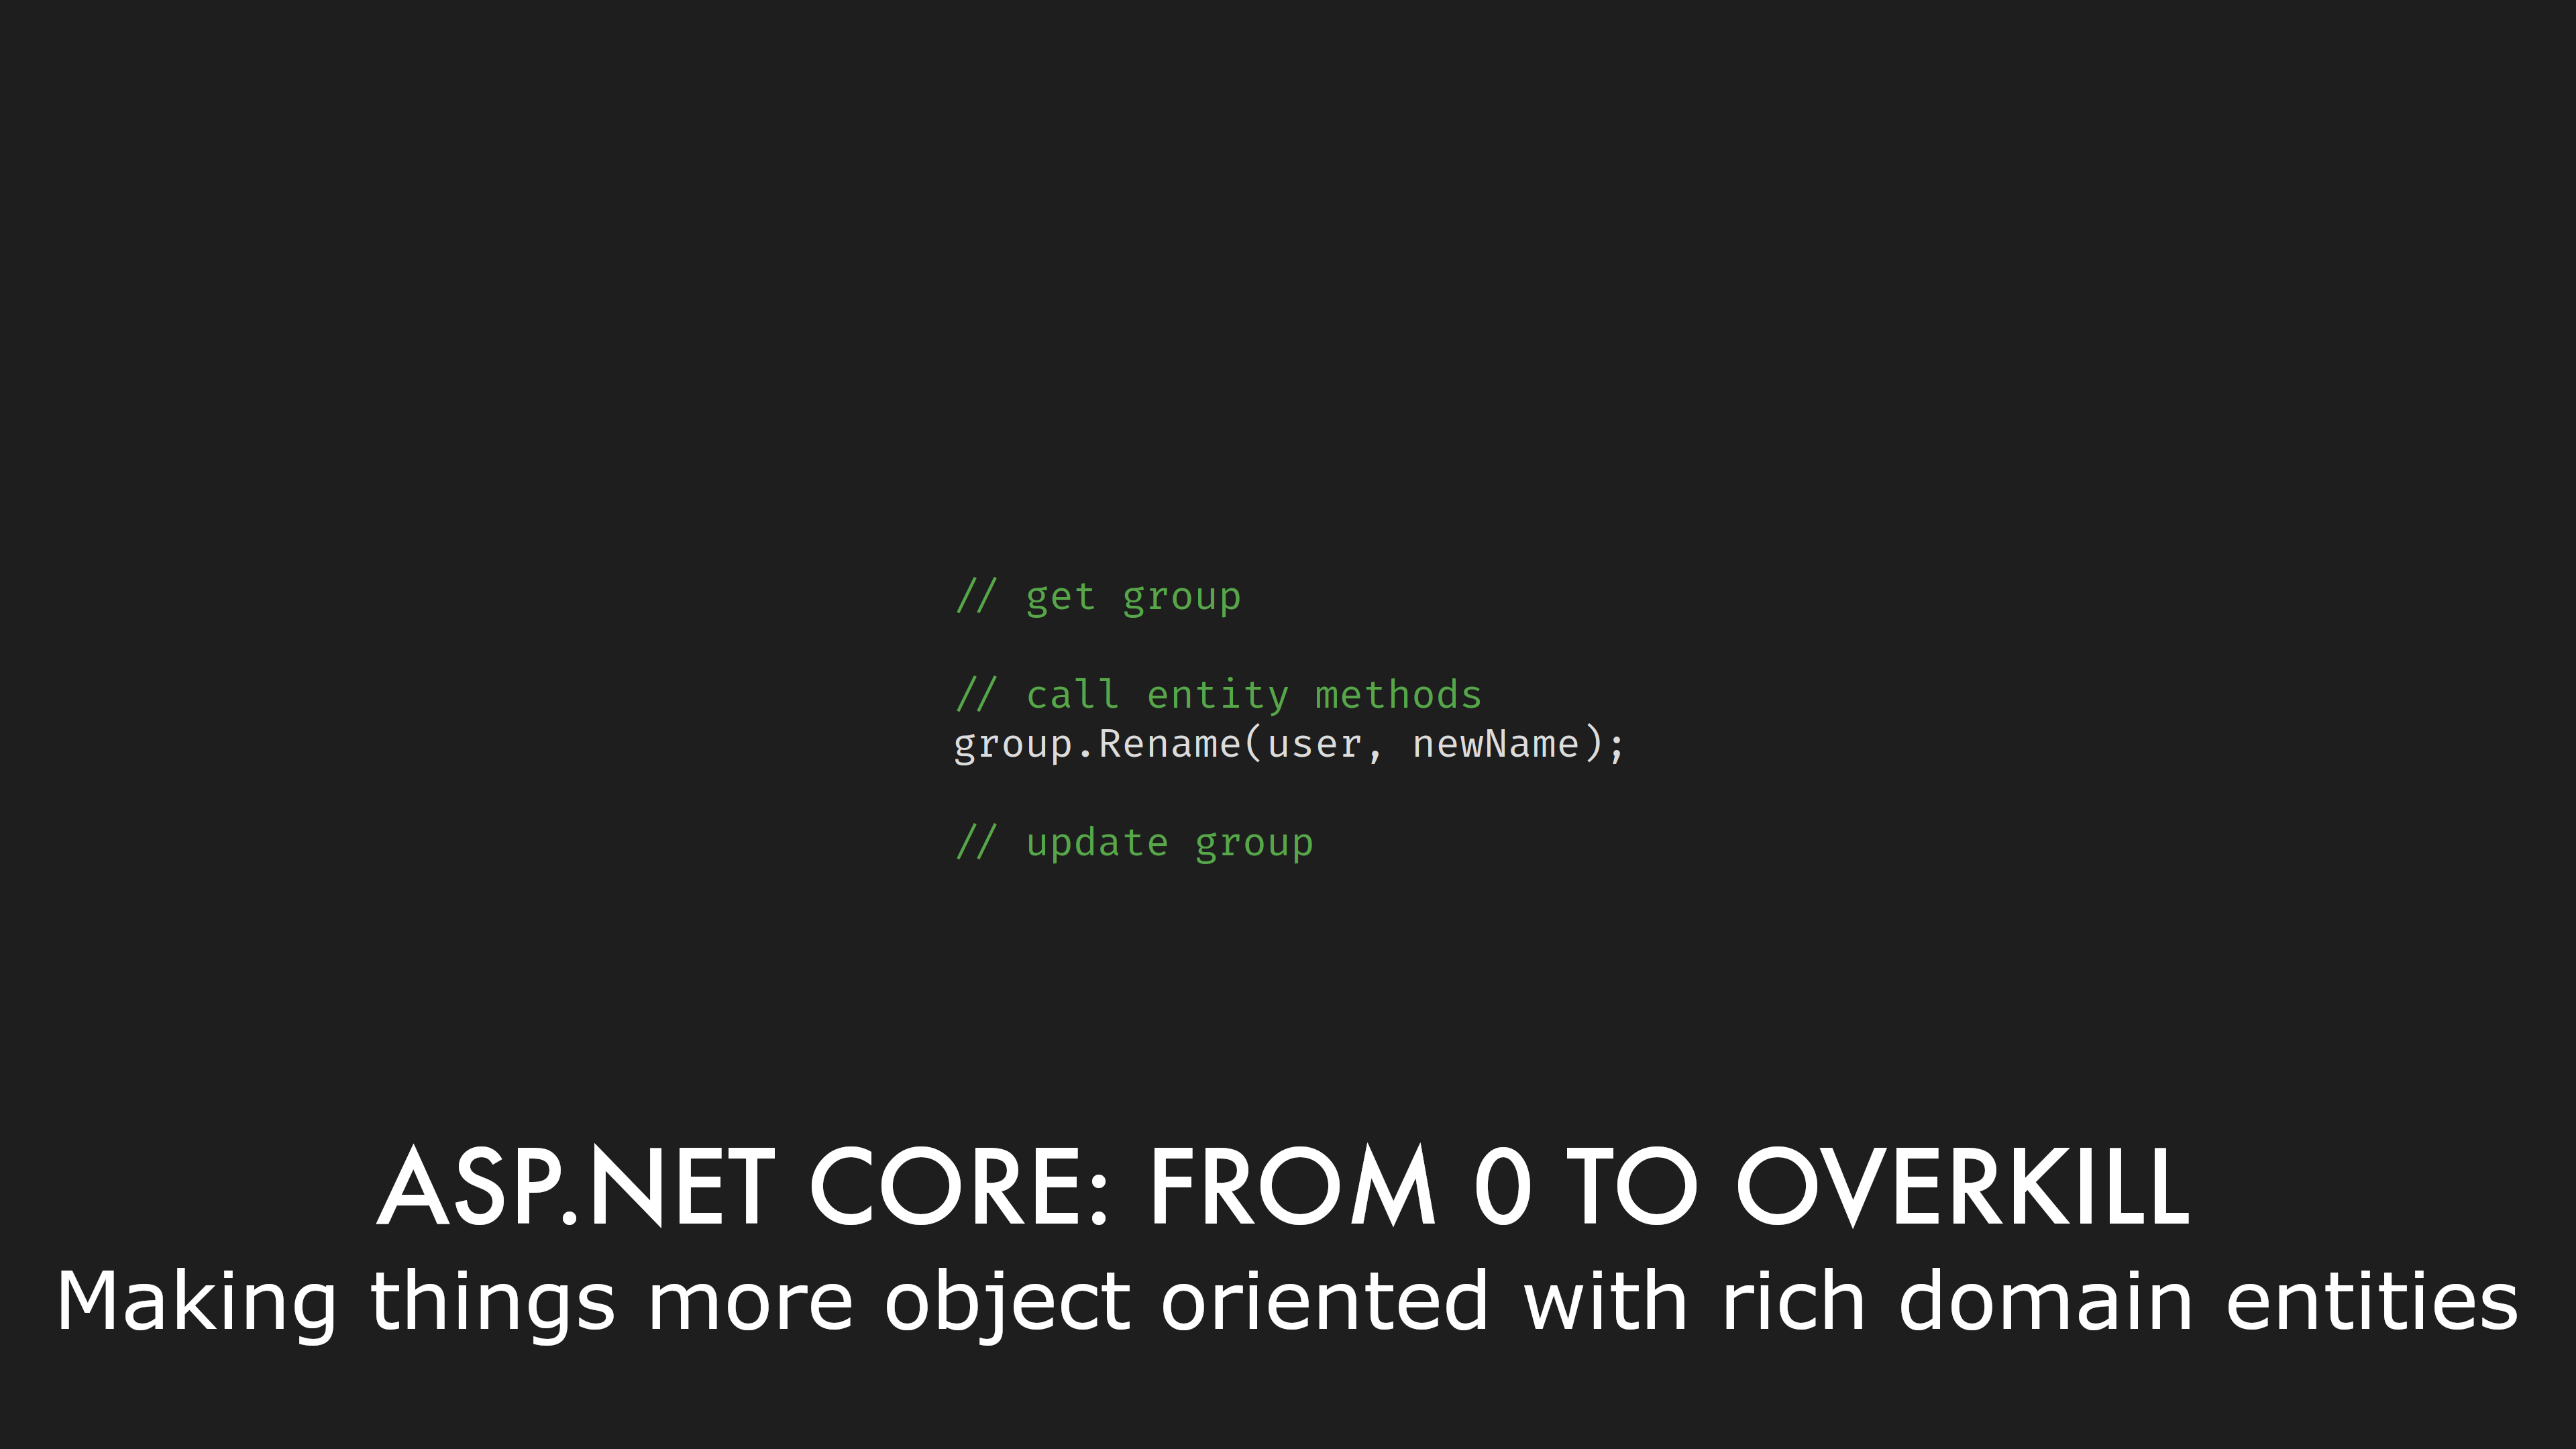 // get group
// call entity methods
group.Rename(user, newName);
// update group
ASP.NET CORE: FROM 0 TO OVERKILL
Making things more object oriented with rich domain entities